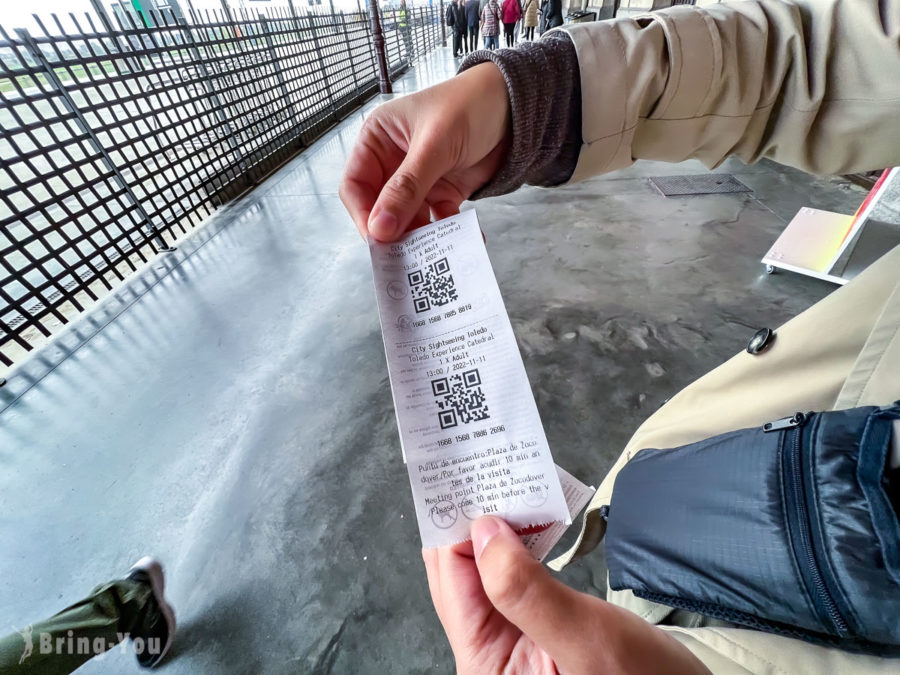 City Sightseeing Toledo
Toledo Experience Catedral
1 X Adult
13:00 / 2022-11-11
1668 1568 7885 8819
City Sightseeing Toledo
Toledo Experience Catedral
1 X Adult
13:00 / 2022-11-11
1668 1568 7886 2696
Punto de encuentro:Plaza de Zoco
dover/Por favor acudir 10 min an
tes de la visita
Meeting point Plaza de Zocodover
/Please come 10 min before the v
isit
Bring-You